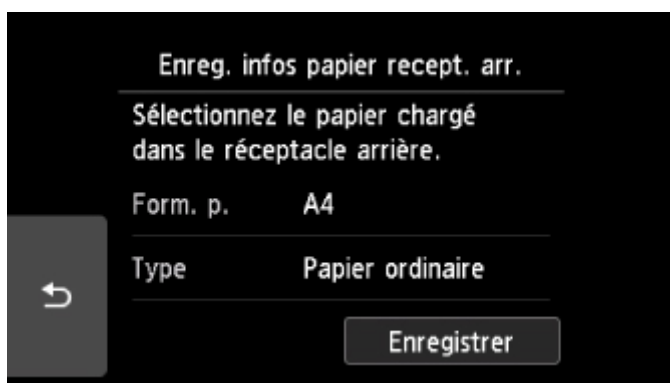 Enreg. infos papier recept. arr.
Sélectionnez le papier chargé
dans le réceptacle arrière.
Form. p. A4
Type Papier ordinaire
Enregistrer